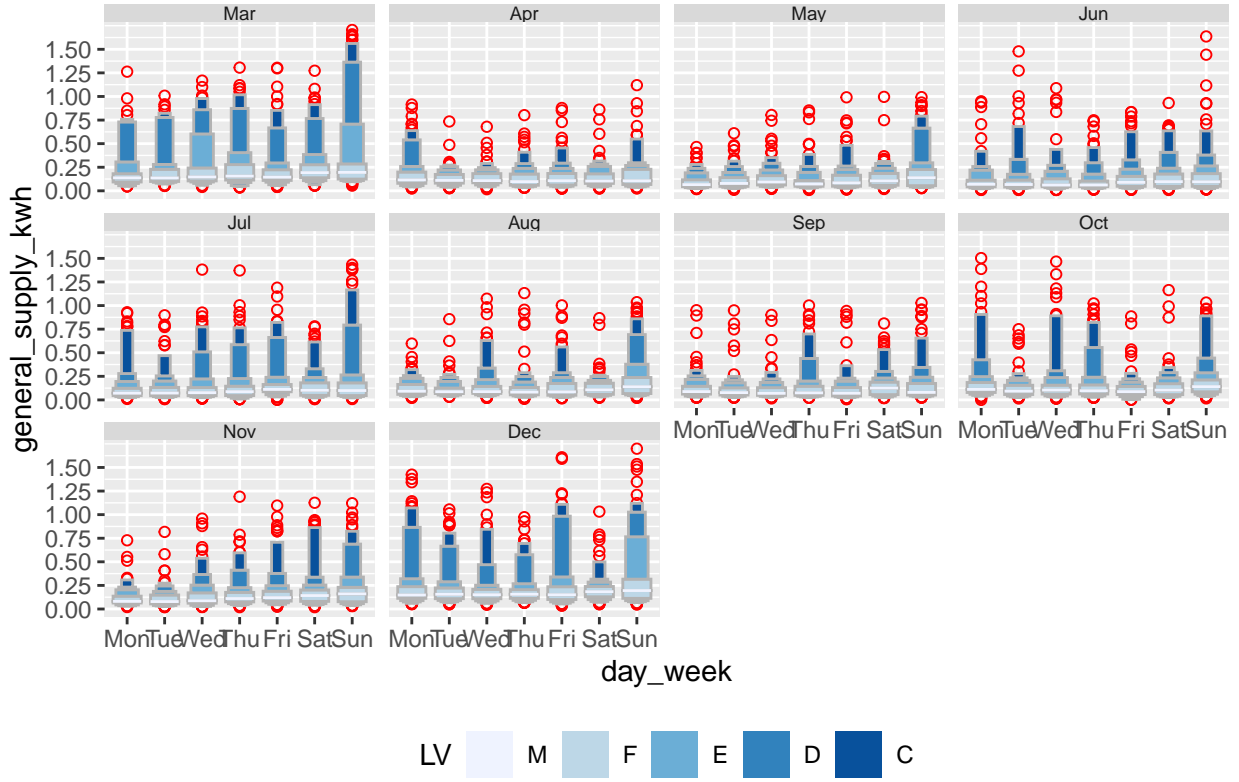 Mar Apr May Jun
1.50
1.25
1.00
0.75
0.50
0.25
0.00
Jul Aug Sep Oct
1.50
1.25
1.00
0.75
0.50
0.25
0.00
Mon Tue Wed Thu Fri Sat Sun Mon Tue Wed Thu Fri Sat Sun
Nov Dec
1.50
1.25
1.00
0.75
0.50
0.25
0.00
Mon Tue Wed Thu Fri Sat Sun Mon Tue Wed Thu Fri Sat Sun
general_supply_kwh
day_week
LV M F E D C